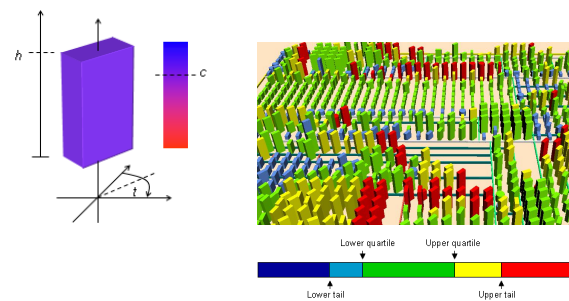 h
c
t
Lower quartile
Upper quartile
Lower tail
Upper tail